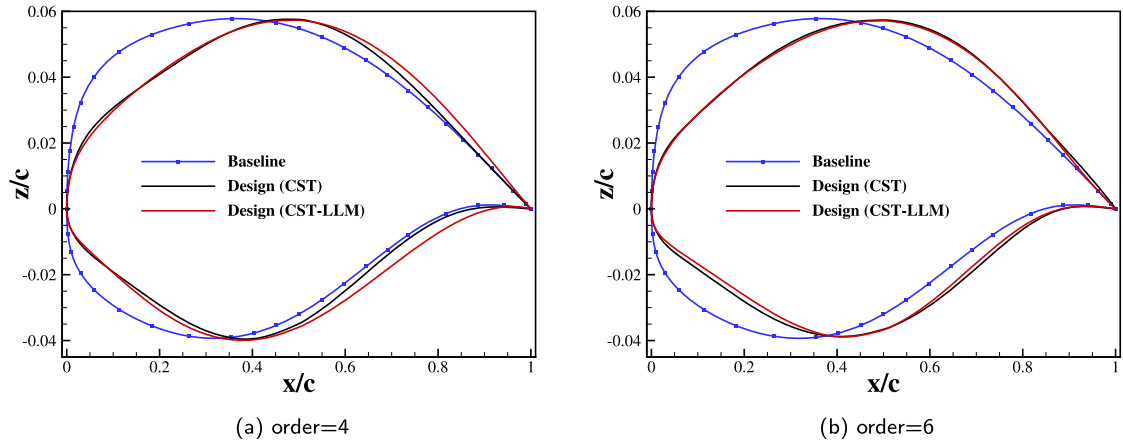 0.06
0.04
0.02
0
-0.02
-0.04
z/c
0
0.2
0.4
0.6
0.8
1
x/c
Baseline
Design (CST)
Design (CST-LLM)
(a) order=4
0.06
0.04
0.02
0
-0.02
-0.04
z/c
0
0.2
0.4
0.6
0.8
1
x/c
Baseline
Design (CST)
Design (CST-LLM)
(b) order=6